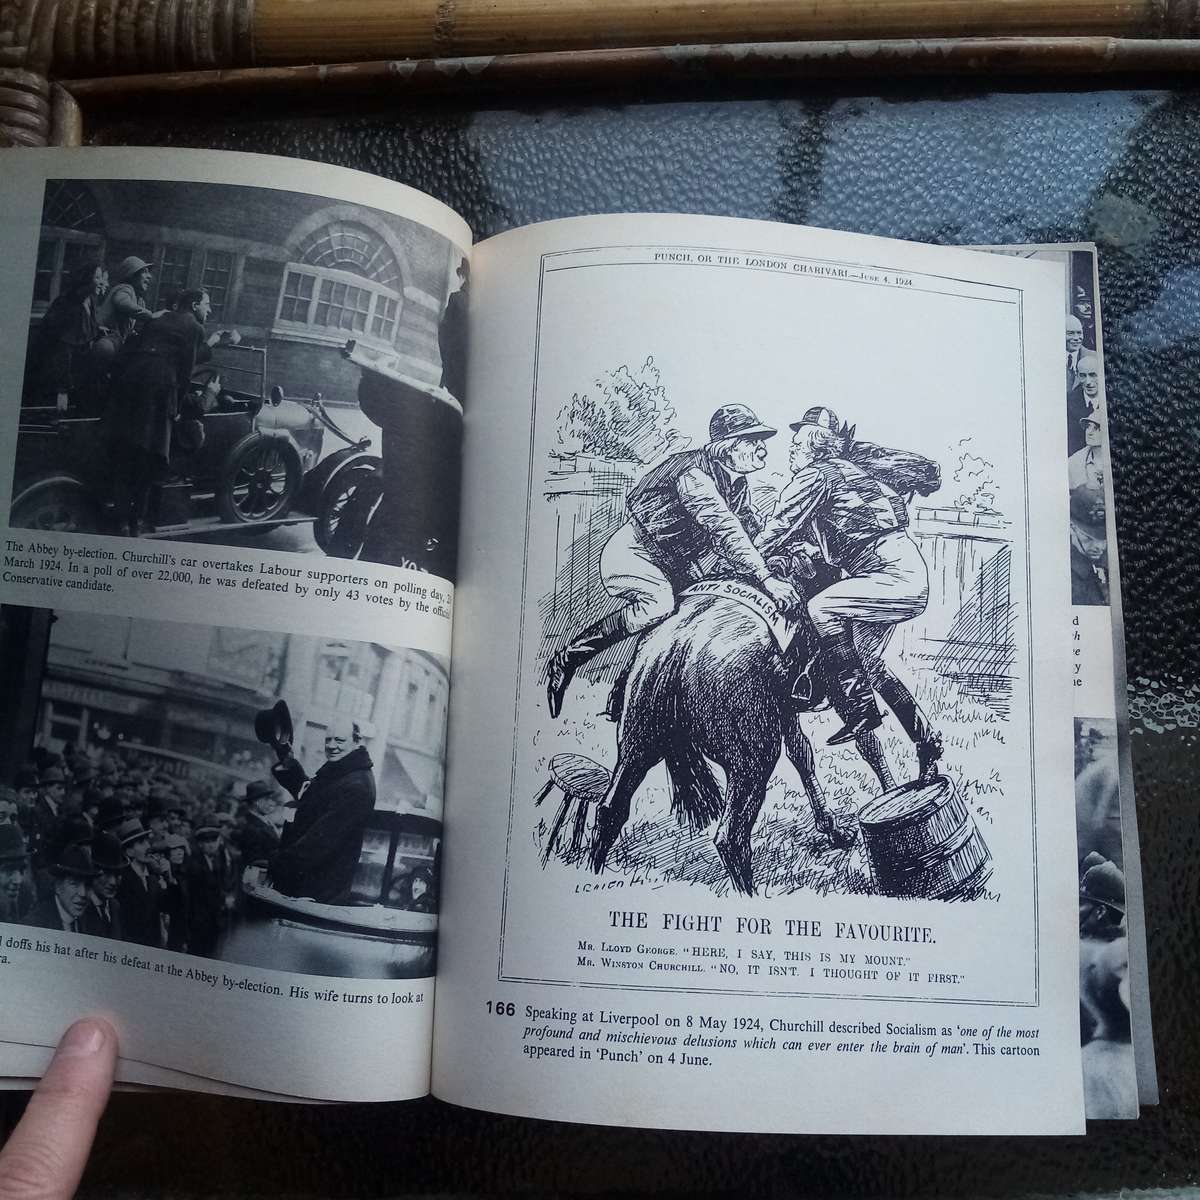 The Abbey by-election. Churchill's car overtakes Labour supporters on polling day,
March 1924. In a poll of over 22,000, he was defeated by only 43 votes by the
Conservative candidate.
doffs his hat after his defeat at the Abbey by-election. His wife turns to look at
PUNCH, OR THE LONDON CHARIVARI.—JUNE 4, 1924.
ANTI SOCIALISM
THE FIGHT FOR THE FAVOURITE.
MR. LLOYD GEORGE. "HERE, I SAY, THIS IS MY MOUNT."
MR. WINSTON CHURCHILL. "NO, IT ISN'T. I THOUGHT OF IT FIRST."
166 Speaking at Liverpool on 8 May 1924, Churchill described Socialism as 'one of the most
profound and mischievous delusions which can ever enter the brain of man'. This cartoon
appeared in 'Punch' on 4 June.